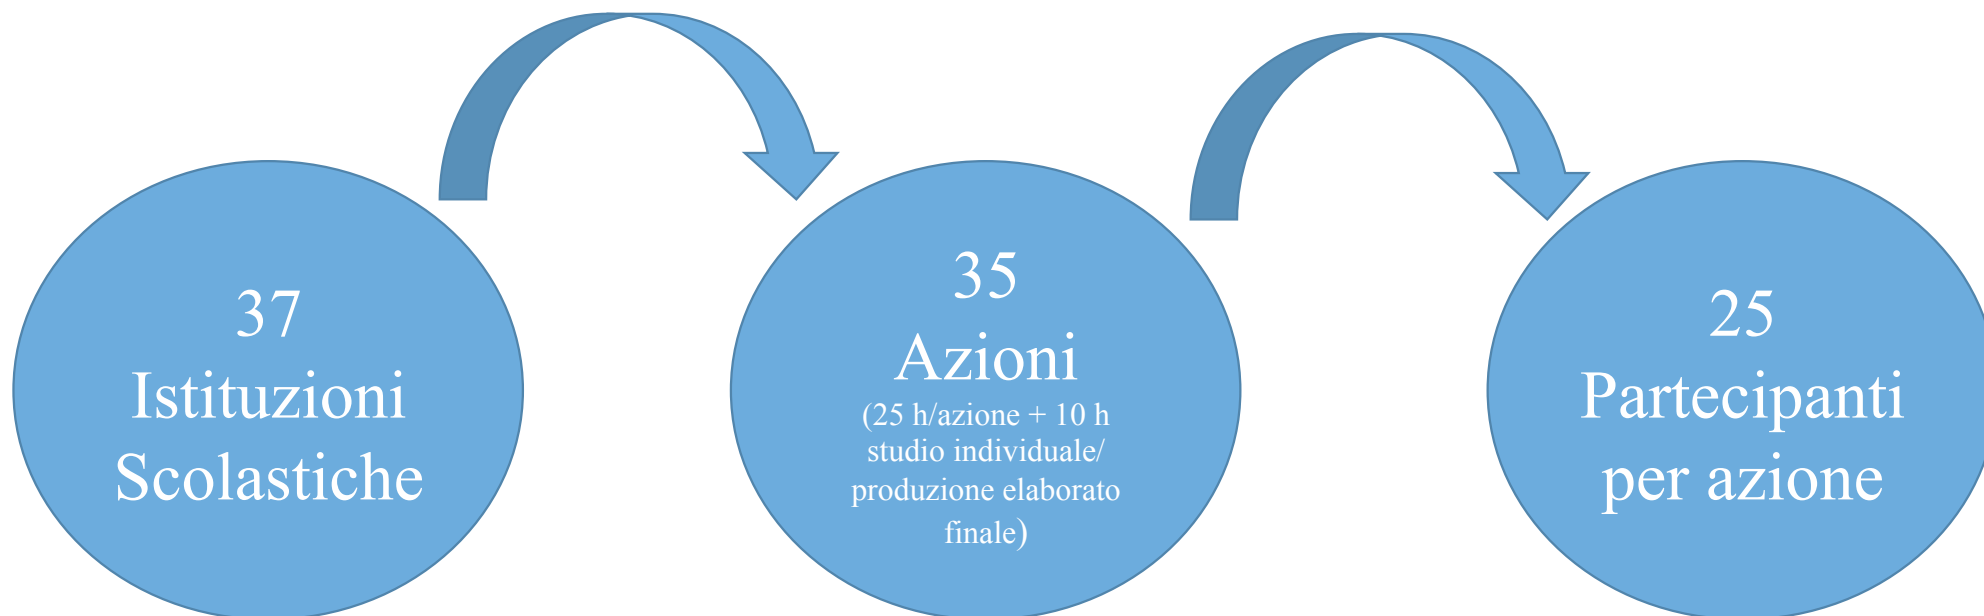 37
Istituzioni
Scolastiche
35
Azioni
(25 h/azione + 10 h
studio individuale/
produzione elaborato
finale)
25
Partecipanti
per azione